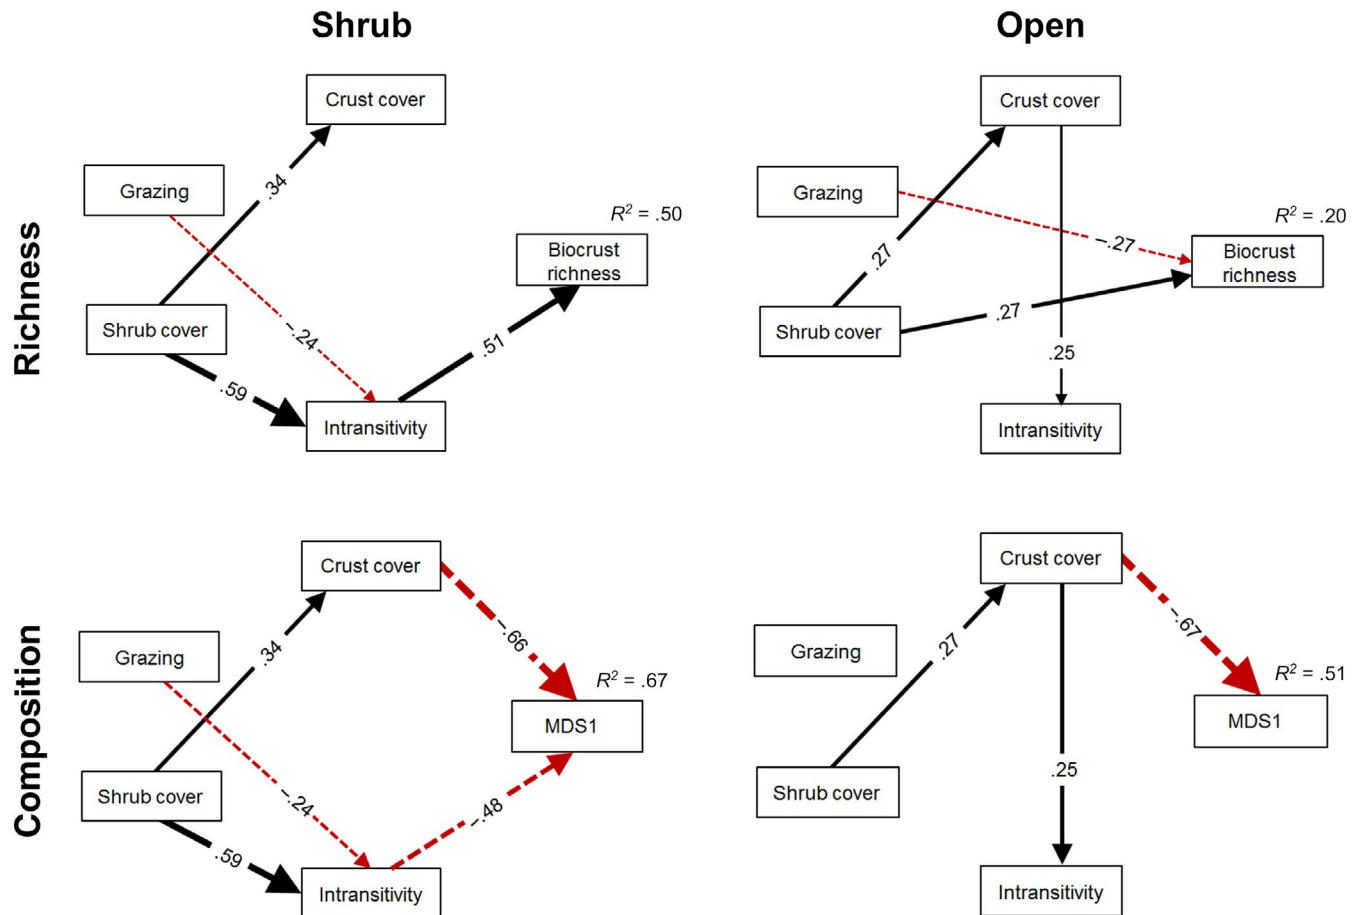 Shrub
Open
Richness
Crust cover
Grazing
.34
R² = .50
Biocrust
richness
Shrub cover
–.24
.51
.59
Intransitivity
Crust cover
Grazing
R² = .20
–.27
Biocrust
richness
.27
Shrub cover
.27
.25
Intransitivity
Composition
Crust cover
–.66
Grazing
.34
R² = .67
MDS1
Shrub cover
–.24
–.48
.59
Intransitivity
Crust cover
–.67
Grazing
.27
R² = .51
MDS1
Shrub cover
.25
Intransitivity